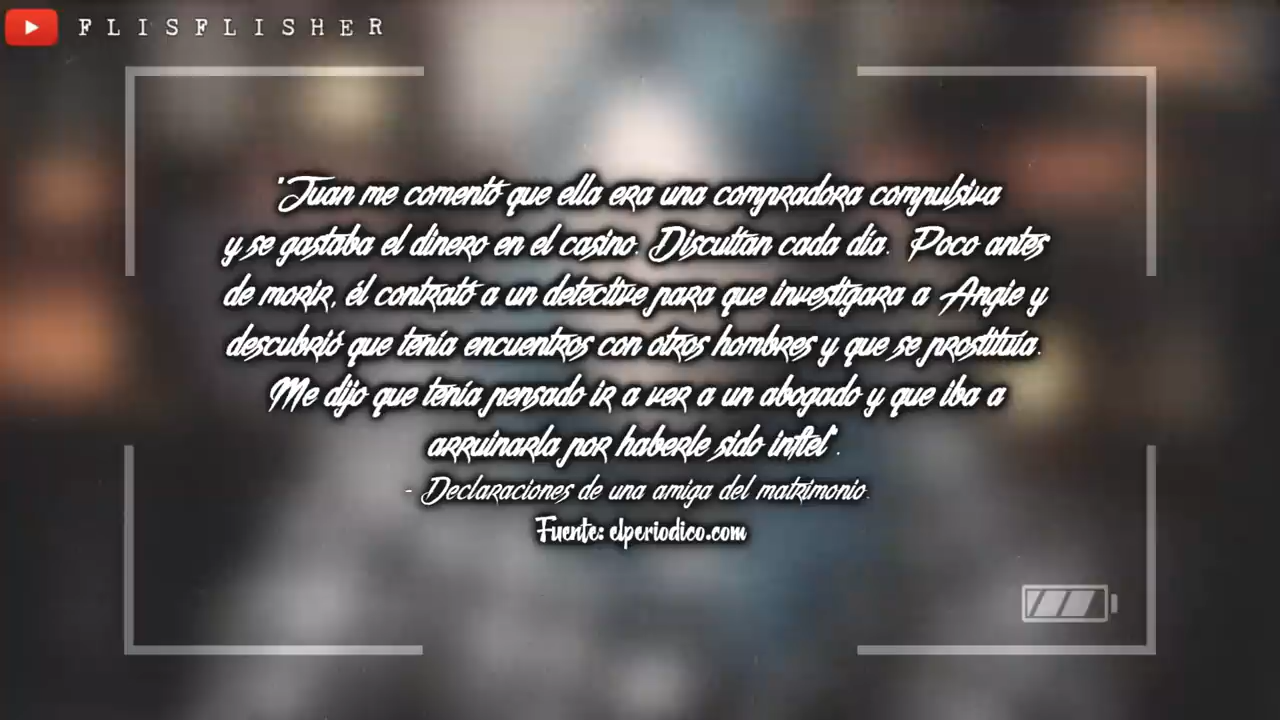 FLISFLISHER
"Juan me comentó que ella era una compradora compulsiva
y se gastaba el dinero en el casino. Discutían cada día. Poco antes
de morir, él contrató a un detective para que investigara a Angie y
descubrió que tenía encuentros con otros hombres y que se prostituía.
Me dijo que tenía pensado ir a ver a un abogado y que iba a
arruinarla por haberle sido infiel".
- Declaraciones de una amiga del matrimonio.
Fuente: elperiodico.com